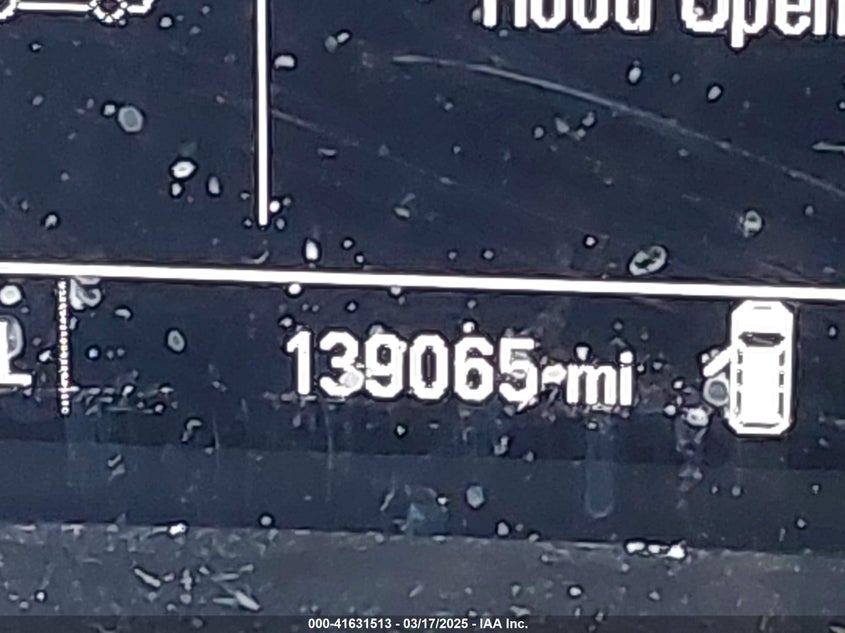 Hood Open
139065 mi
000-41631513 - 03/17/2025 - IAA Inc.